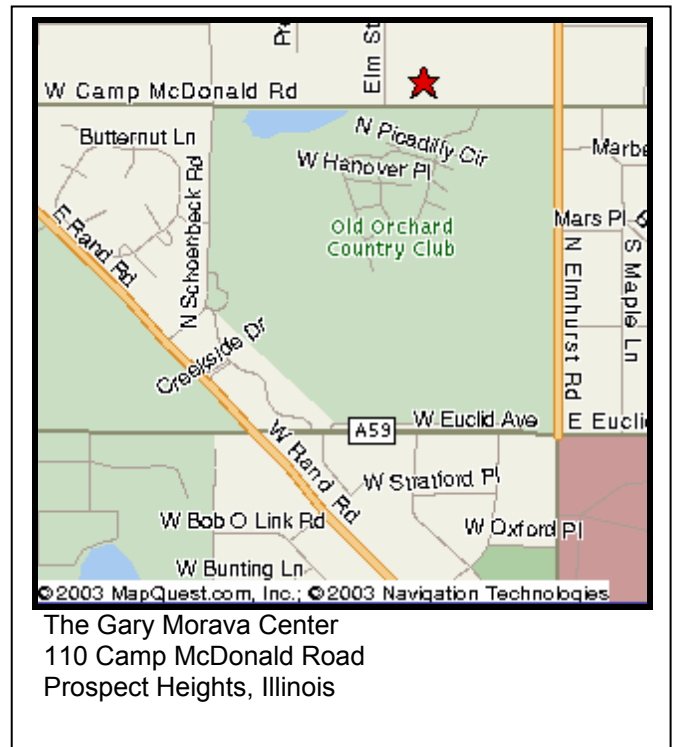 Elm St
W Camp McDonald Rd
Butternut Ln
N Picadilly Cir
W Hanover Pl
Marbe
N Schoenbeck Rd
E Rand Rd
Old Orchard
Country Club
Mars Pl
N Elmhurst Rd
S Maple Ln
Creekside Dr
A59
W Euclid Ave
E Eucli
W Rand Rd
W Stratford Pl
W Bob O Link Rd
W Oxford Pl
W Bunting Ln
©2003 MapQuest.com, Inc.; ©2003 Navigation Technologies
The Gary Morava Center
110 Camp McDonald Road
Prospect Heights, Illinois